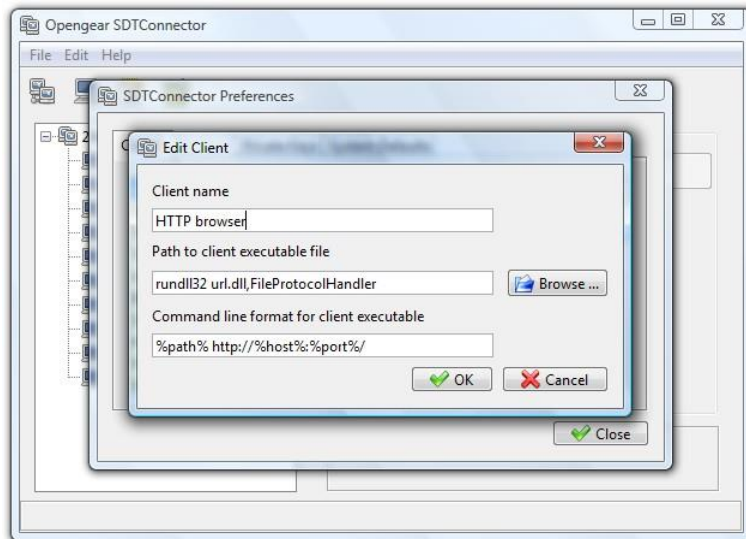 Opengear SDTConnector
File Edit Help
SDTConnector Preferences
Edit Client
Client name
HTTP browser
Path to client executable file
rundll32 url.dll,FileProtocolHandler
Browse ...
Command line format for client executable
%path% http://%host%:%port%/
OK Cancel
Close